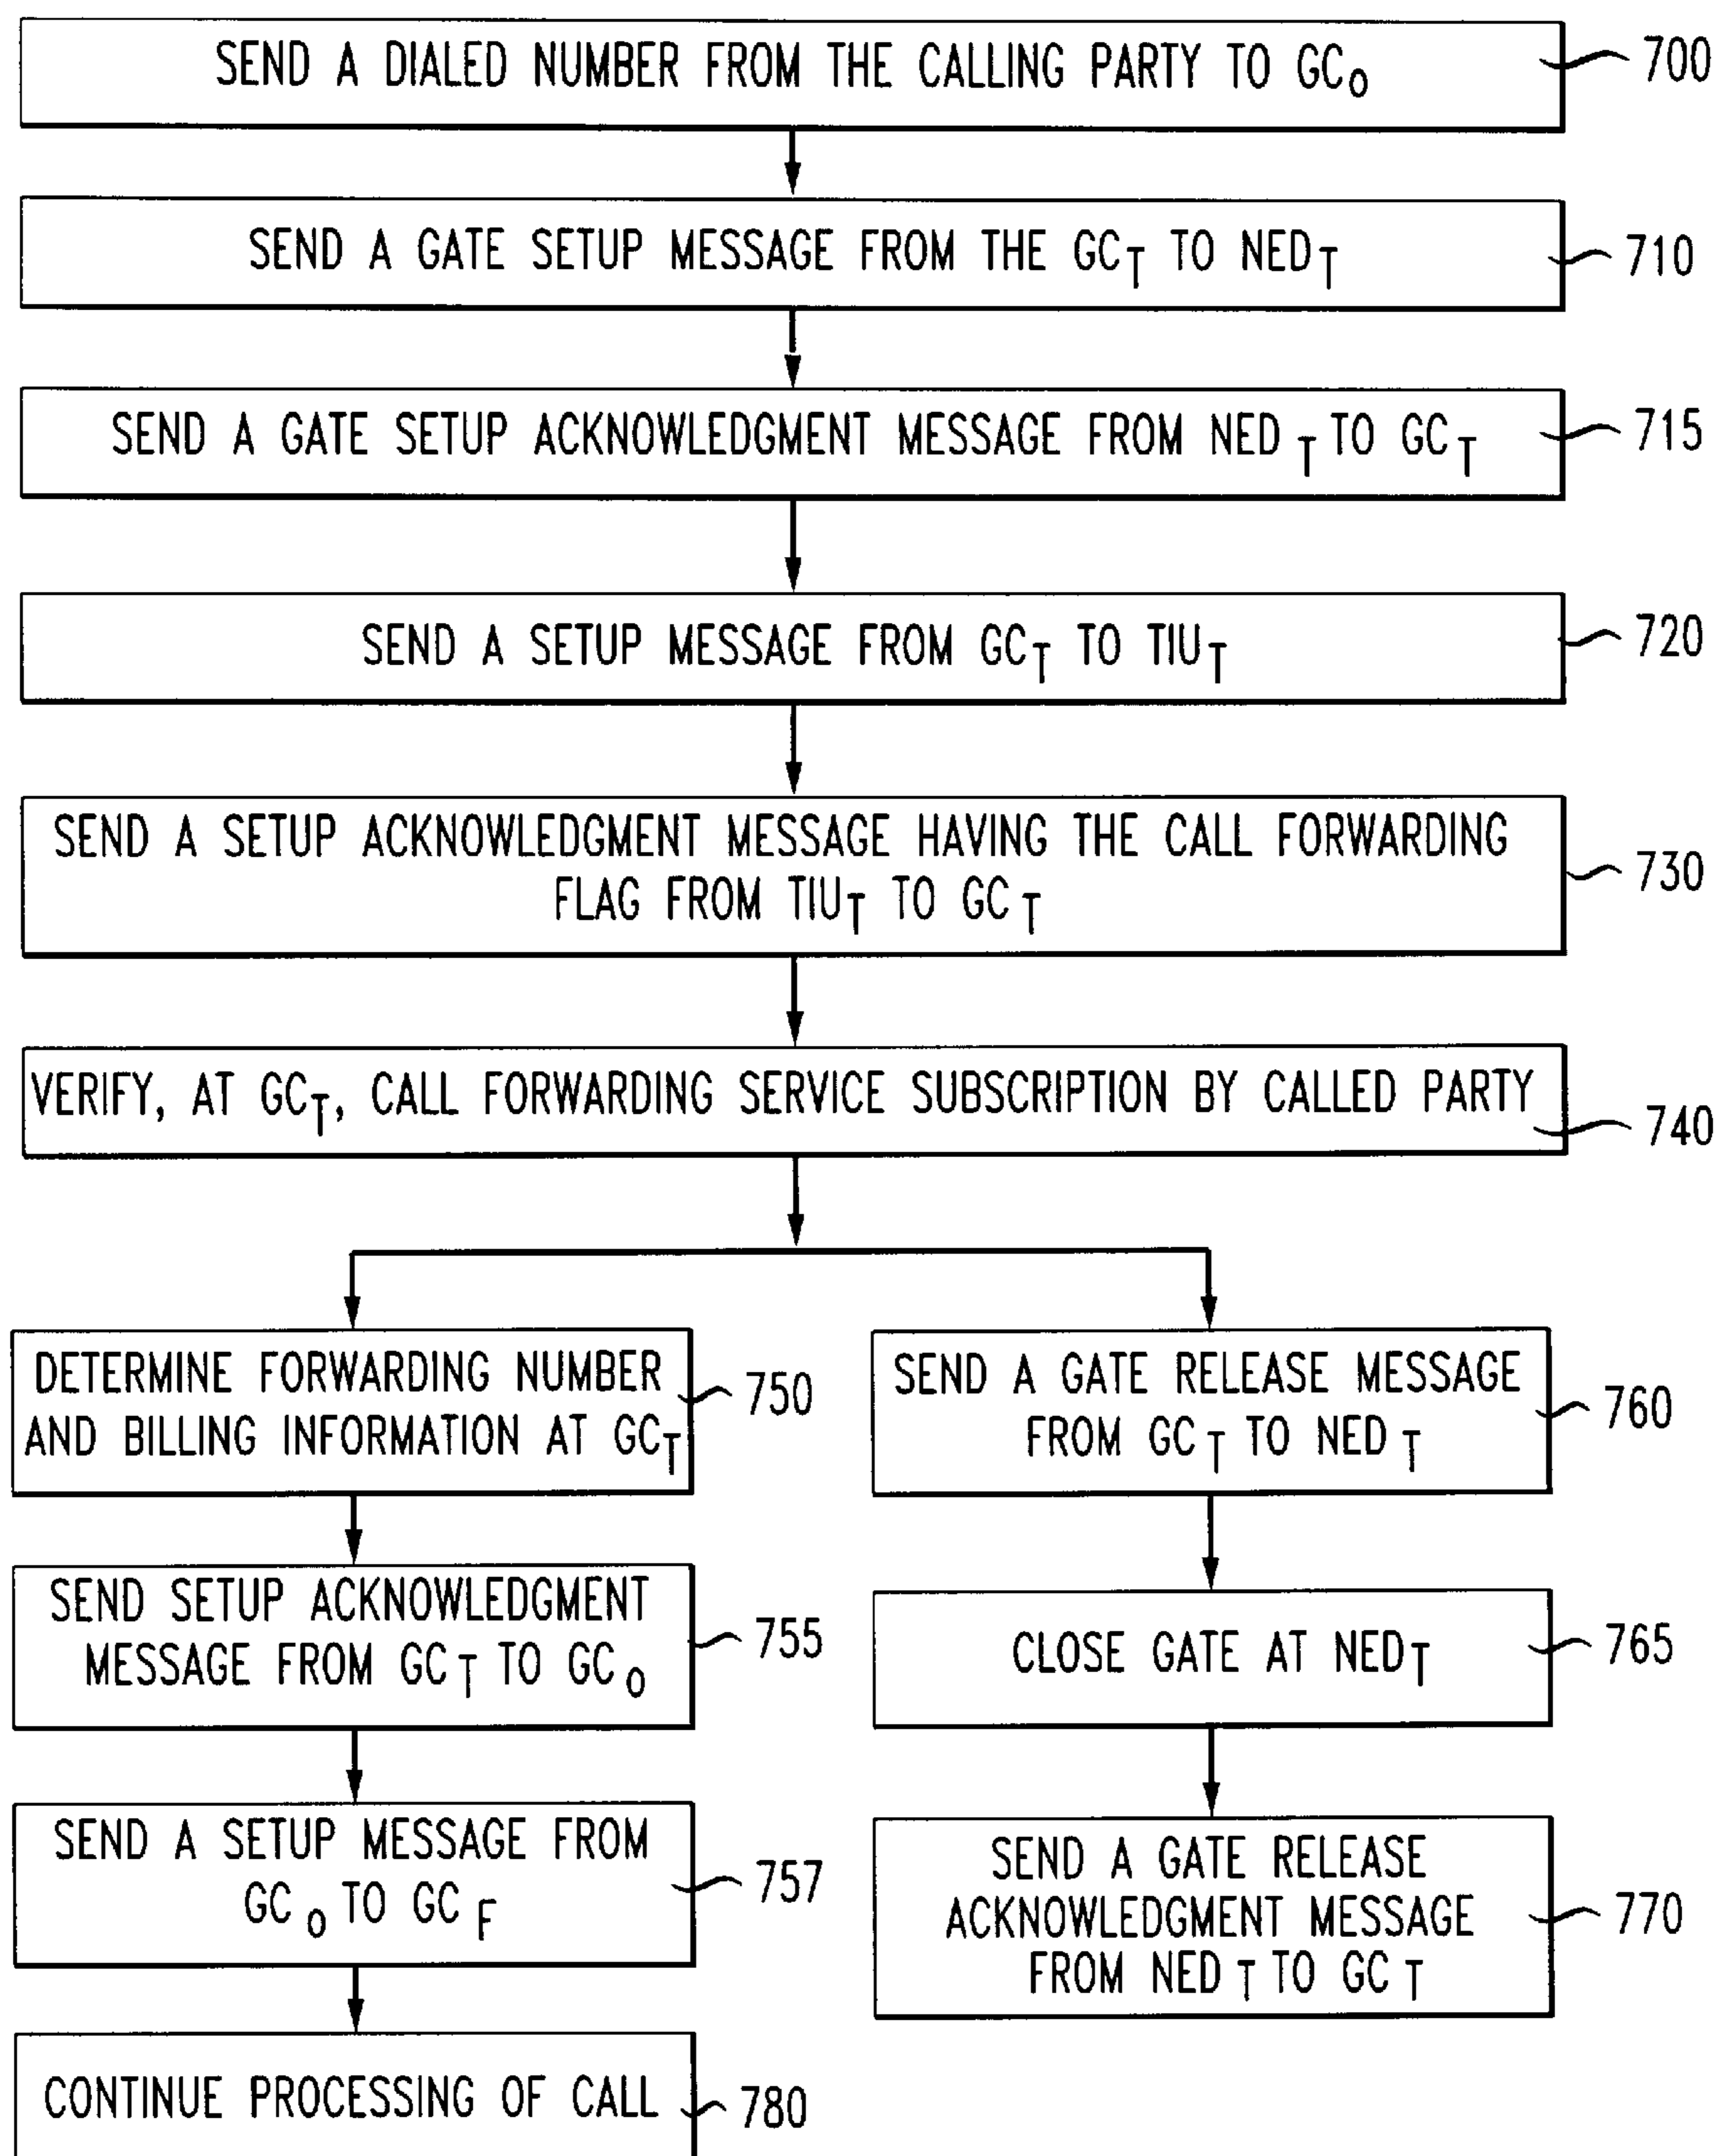 SEND A DIALED NUMBER FROM THE CALLING PARTY TO GCO
700
SEND A GATE SETUP MESSAGE FROM THE GCT TO NEDT
710
SEND A GATE SETUP ACKNOWLEDGMENT MESSAGE FROM NED T TO GC T
715
SEND A SETUP MESSAGE FROM GCT TO TIUT
720
SEND A SETUP ACKNOWLEDGMENT MESSAGE HAVING THE CALL FORWARDING
FLAG FROM TIUT TO GC T
730
VERIFY, AT GCT, CALL FORWARDING SERVICE SUBSCRIPTION BY CALLED PARTY
740
DETERMINE FORWARDING NUMBER
AND BILLING INFORMATION AT GCT
750
SEND SETUP ACKNOWLEDGMENT
MESSAGE FROM GC T TO GC O
755
SEND A SETUP MESSAGE FROM
GC O TO GC F
757
CONTINUE PROCESSING OF CALL
780
SEND A GATE RELEASE MESSAGE
FROM GC T TO NED T
760
CLOSE GATE AT NEDT
765
SEND A GATE RELEASE
ACKNOWLEDGMENT MESSAGE
FROM NED T TO GC T
770